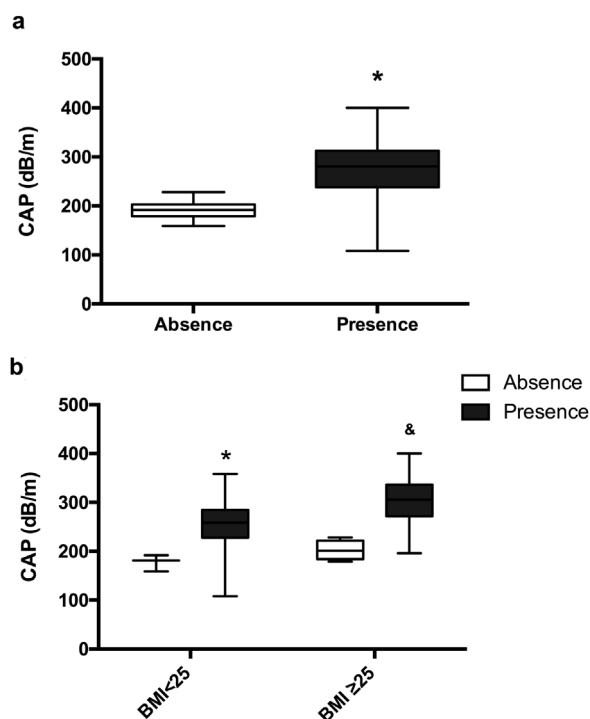 a
CAP (dB/m)
500
400
300
200
100
0
*
Absence
Presence
b
Absence
Presence
CAP (dB/m)
500
400
300
200
100
0
*
&
BMI<25
BMI ≥25